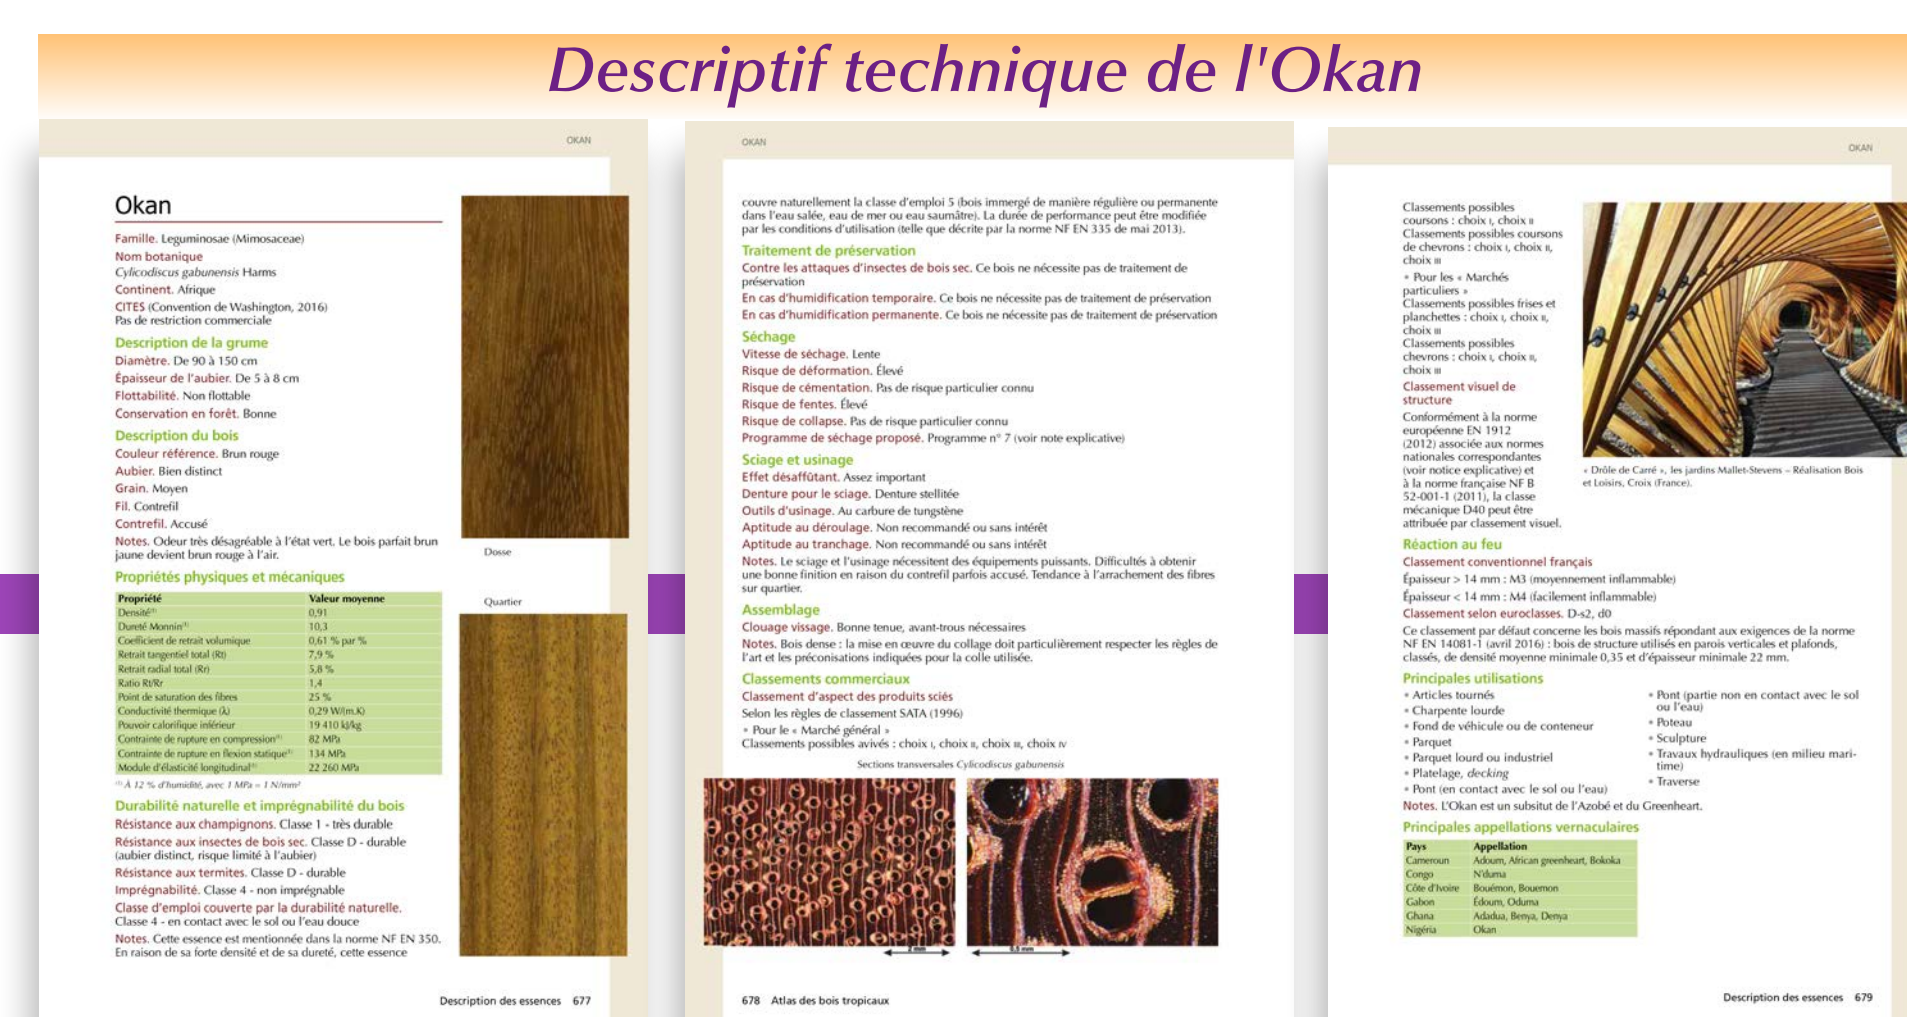 Descriptif technique de l'Okan
OKAN
Okan
Famille. Leguminosae (Mimosaceae)
Nom botanique
Cylicodiscus gabunensis Harms
Continent. Afrique
CITES (Convention de Washington, 2016)
Pas de restriction commerciale
Description de la grume
Diamètre. De 90 à 150 cm
Épaisseur de l'aubier. De 5 à 8 cm
Flottabilité. Non flottable
Conservation en forêt. Bonne
Description du bois
Couleur référence. Brun rouge
Aubier. Bien distinct
Grain. Moyen
Fil. Contrefil
Contrefil. Accusé
Notes. Odeur très désagréable à l'état vert. Le bois parfait brun
jaune devient brun rouge à l'air.
Propriétés physiques et mécaniques
Propriété Valeur moyenne
Densité⁽¹⁾ 0,91
Dureté Monnin⁽¹⁾ 10,3
Coefficient de retrait volumique 0,61 % par %
Retrait tangentiel total (Rt) 7,9 %
Retrait radial total (Rr) 5,8 %
Ratio Rt/Rr 1,4
Point de saturation des fibres 25 %
Conductivité thermique (λ) 0,29 W/(m.K)
Pouvoir calorifique inférieur 19 410 kJ/kg
Contrainte de rupture en compression⁽¹⁾ 82 MPa
Contrainte de rupture en flexion statique⁽¹⁾ 134 MPa
Module d'élasticité longitudinal⁽¹⁾ 22 260 MPa
⁽¹⁾ À 12 % d'humidité, avec 1 MPa = 1 N/mm²
Durabilité naturelle et imprégnabilité du bois
Résistance aux champignons. Classe 1 - très durable
Résistance aux insectes de bois sec. Classe D - durable
(aubier distinct, risque limité à l'aubier)
Résistance aux termites. Classe D - durable
Imprégnabilité. Classe 4 - non imprégnable
Classe d'emploi couverte par la durabilité naturelle.
Classe 4 - en contact avec le sol ou l'eau douce
Notes. Cette essence est mentionnée dans la norme NF EN 350.
En raison de sa forte densité et de sa dureté, cette essence
Dosse
Quartier
Description des essences 677
OKAN
couvre naturellement la classe d'emploi 5 (bois immergé de manière régulière ou permanente
dans l'eau salée, eau de mer ou eau saumâtre). La durée de performance peut être modifiée
par les conditions d'utilisation (telle que décrite par la norme NF EN 335 de mai 2013).
Traitement de préservation
Contre les attaques d'insectes de bois sec. Ce bois ne nécessite pas de traitement de
préservation
En cas d'humidification temporaire. Ce bois ne nécessite pas de traitement de préservation
En cas d'humidification permanente. Ce bois ne nécessite pas de traitement de préservation
Séchage
Vitesse de séchage. Lente
Risque de déformation. Élevé
Risque de cémentation. Pas de risque particulier connu
Risque de fentes. Élevé
Risque de collapse. Pas de risque particulier connu
Programme de séchage proposé. Programme n° 7 (voir note explicative)
Sciage et usinage
Effet désaffûtant. Assez important
Denture pour le sciage. Denture stellitée
Outils d'usinage. Au carbure de tungstène
Aptitude au déroulage. Non recommandé ou sans intérêt
Aptitude au tranchage. Non recommandé ou sans intérêt
Notes. Le sciage et l'usinage nécessitent des équipements puissants. Difficultés à obtenir
une bonne finition en raison du contrefil parfois accusé. Tendance à l'arrachement des fibres
sur quartier.
Assemblage
Clouage vissage. Bonne tenue, avant-trous nécessaires
Notes. Bois dense : la mise en œuvre du collage doit particulièrement respecter les règles de
l'art et les préconisations indiquées pour la colle utilisée.
Classements commerciaux
Classement d'aspect des produits sciés
Selon les règles de classement SATA (1996)
• Pour le « Marché général »
Classements possibles avivés : choix I, choix II, choix III, choix IV
Sections transversales Cylicodiscus gabunensis
2 mm
0,5 mm
678 Atlas des bois tropicaux
OKAN
Classements possibles
coursons : choix I, choix II
Classements possibles coursons
de chevrons : choix I, choix II,
choix III
• Pour les « Marchés
particuliers »
Classements possibles frises et
planchettes : choix I, choix II,
choix III
Classements possibles
chevrons : choix I, choix II,
choix III
Classement visuel de
structure
Conformément à la norme
européenne EN 1912
(2012) associée aux normes
nationales correspondantes
(voir notice explicative) et
à la norme française NF B
52-001-1 (2011), la classe
mécanique D40 peut être
attribuée par classement visuel.
« Drôle de Carré », les jardins Mallet-Stevens – Réalisation Bois
et Loisirs, Croix (France).
Réaction au feu
Classement conventionnel français
Épaisseur > 14 mm : M3 (moyennement inflammable)
Épaisseur < 14 mm : M4 (facilement inflammable)
Classement selon euroclasses. D-s2, d0
Ce classement par défaut concerne les bois massifs répondant aux exigences de la norme
NF EN 14081-1 (avril 2016) : bois de structure utilisés en parois verticales et plafonds,
classés, de densité moyenne minimale 0,35 et d'épaisseur minimale 22 mm.
Principales utilisations
• Articles tournés
• Charpente lourde
• Fond de véhicule ou de conteneur
• Parquet
• Parquet lourd ou industriel
• Platelage, decking
• Pont (en contact avec le sol ou l'eau)
• Pont (partie non en contact avec le sol
ou l'eau)
• Poteau
• Sculpture
• Travaux hydrauliques (en milieu mari-
time)
• Traverse
Notes. L'Okan est un subsitut de l'Azobé et du Greenheart.
Principales appellations vernaculaires
Pays Appellation
Cameroun Adoum, African greenheart, Bokoka
Congo N'duma
Côte d'Ivoire Bouémon, Bouemon
Gabon Édoum, Oduma
Ghana Adadua, Benya, Denya
Nigéria Okan
Description des essences 679